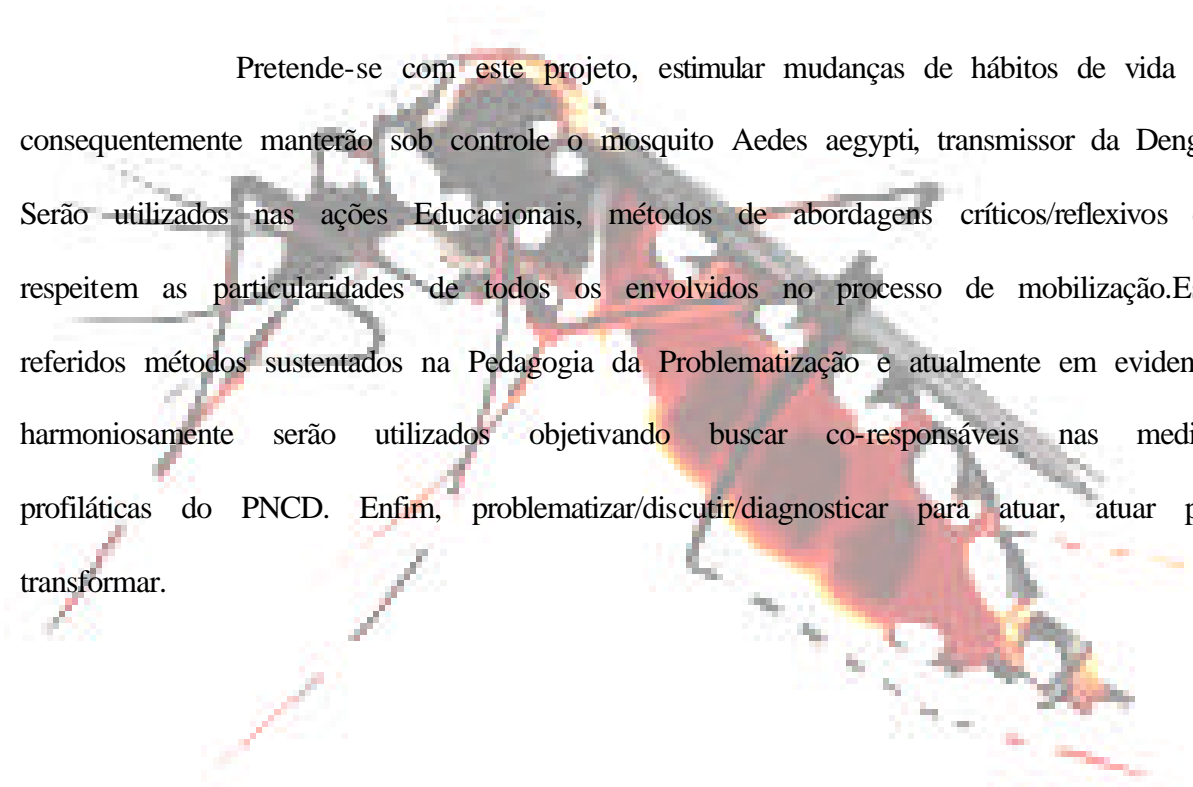 Pretende-se com este projeto, estimular mudanças de hábitos de vida
consequentemente manterão sob controle o mosquito Aedes aegypti, transmissor da
Serão utilizados nas ações Educacionais, métodos de abordagens críticos/reflexivos
respeitem as particularidades de todos os envolvidos no processo de mobilização.
referidos métodos sustentados na Pedagogia da Problematização e atualmente em
harmoniosamente serão utilizados objetivando buscar co-responsáveis nas
profiláticas do PNCD. Enfim, problematizar/discutir/diagnosticar para atuar, atuar
transformar.